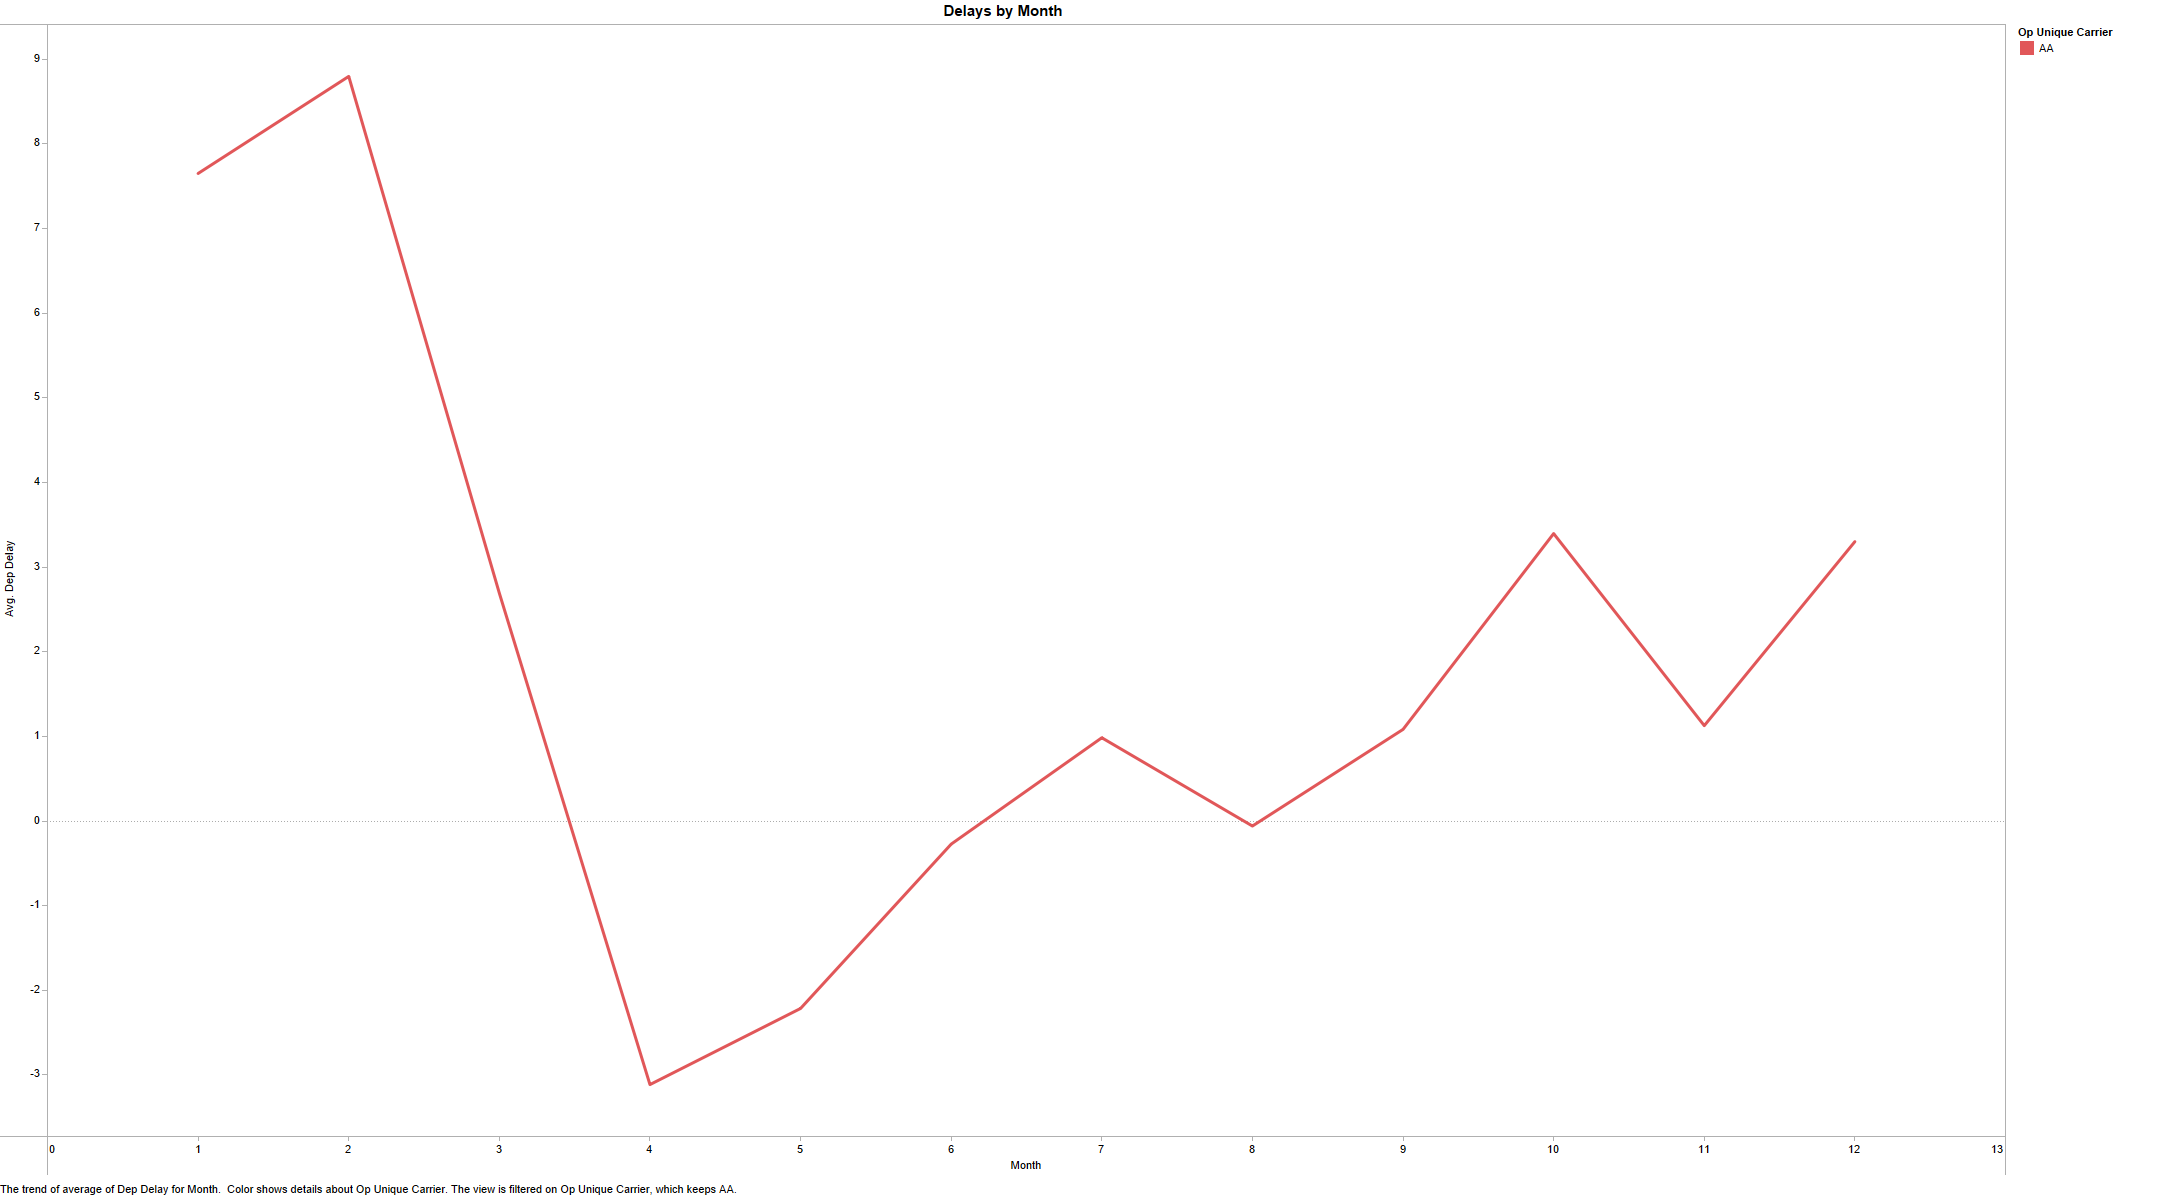 Delays by Month
Op Unique Carrier
AA
9
8
7
6
5
4
3
2
1
0
-1
-2
-3
Avg. Dep Delay
0 1 2 3 4 5 6 7 8 9 10 11 12 13
Month
The trend of average of Dep Delay for Month.  Color shows details about Op Unique Carrier. The view is filtered on Op Unique Carrier, which keeps AA.